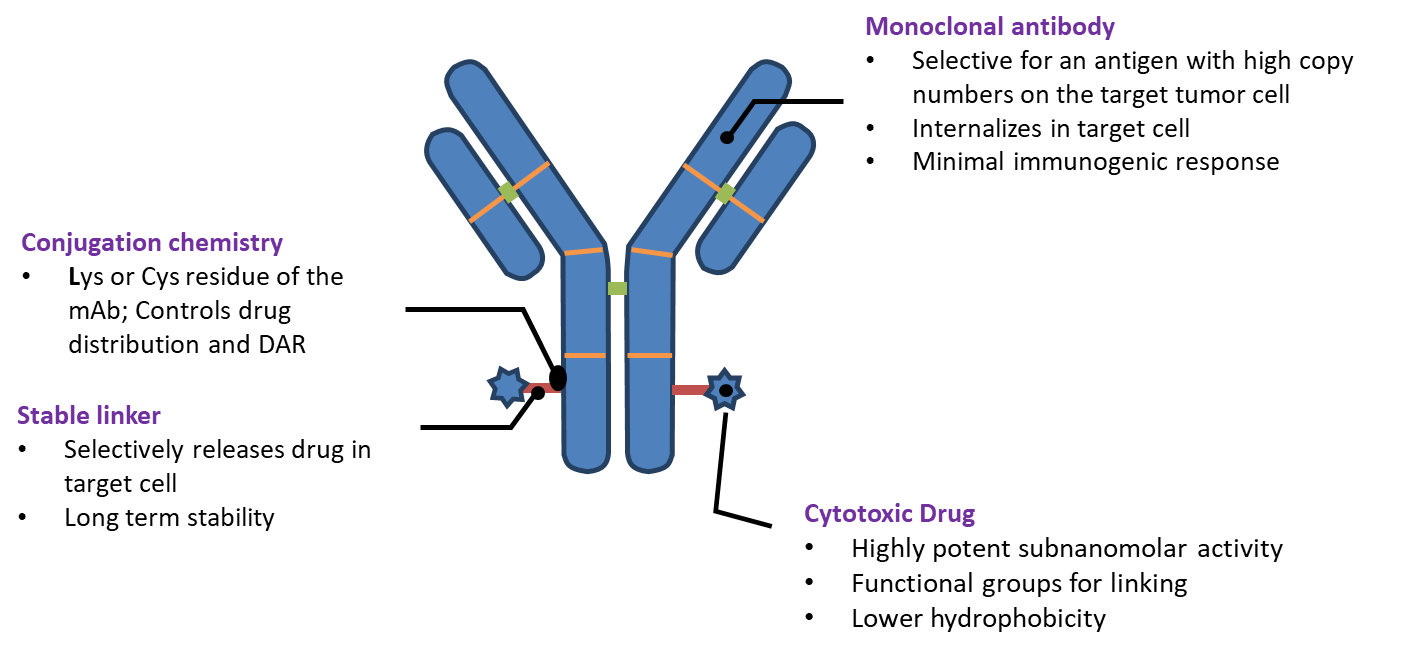 Monoclonal antibody
• Selective for an antigen with high copy
numbers on the target tumor cell
• Internalizes in target cell
• Minimal immunogenic response
Conjugation chemistry
• Lys or Cys residue of the
mAb; Controls drug
distribution and DAR
Stable linker
• Selectively releases drug in
target cell
• Long term stability
Cytotoxic Drug
• Highly potent subnanomolar activity
• Functional groups for linking
• Lower hydrophobicity